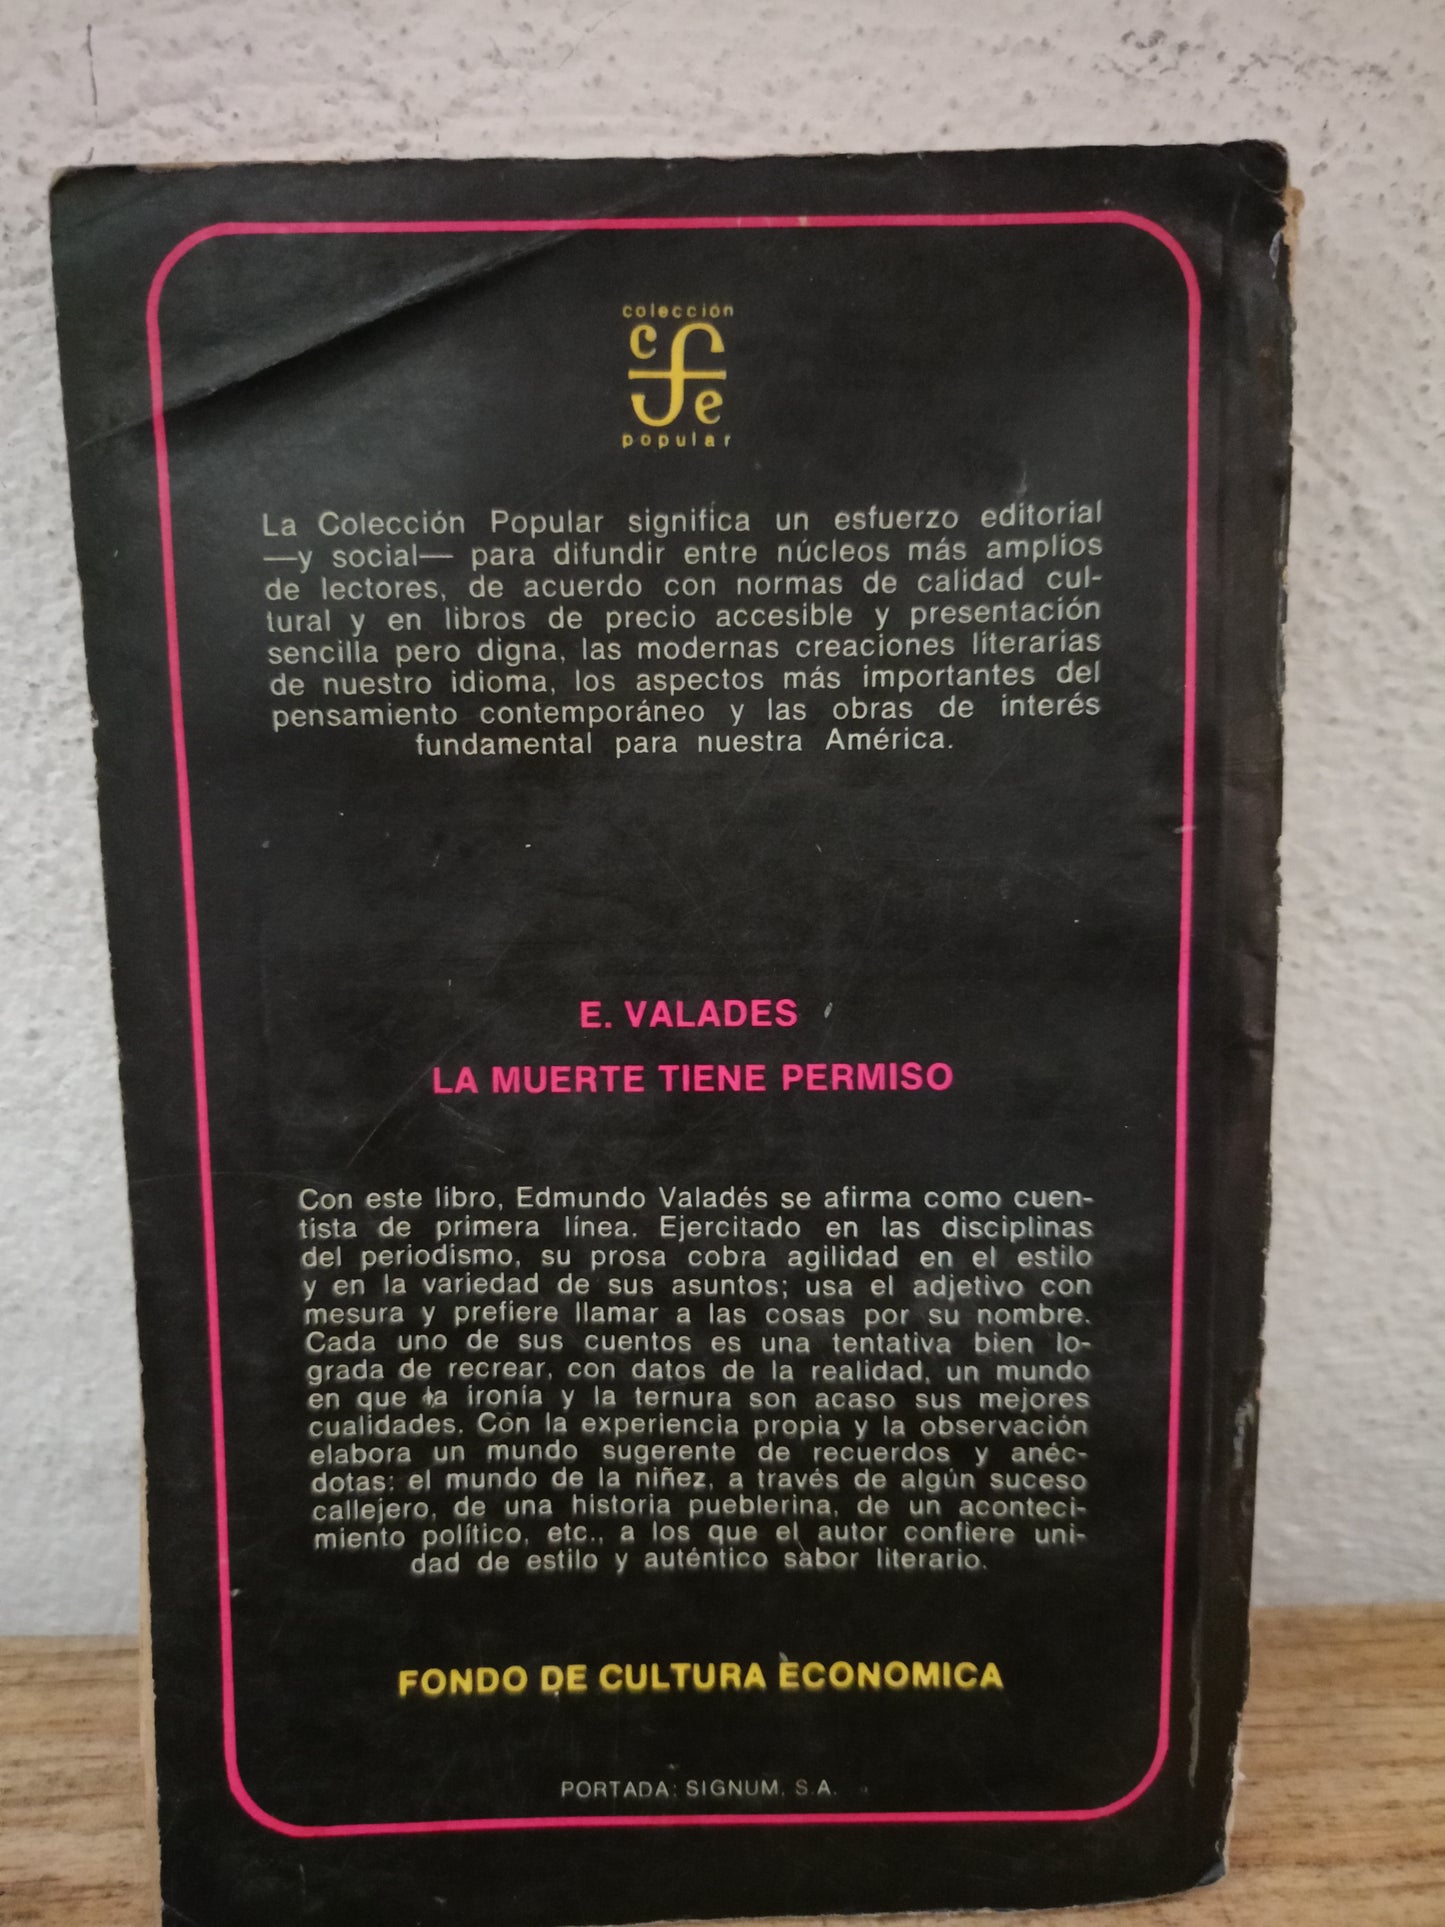 colección
c f e
popular
La Colección Popular significa un esfuerzo editorial
—y social— para difundir entre núcleos más amplios
de lectores, de acuerdo con normas de calidad cul-
tural y en libros de precio accesible y presentación
sencilla pero digna, las modernas creaciones literarias
de nuestro idioma, los aspectos más importantes del
pensamiento contemporáneo y las obras de interés
fundamental para nuestra América.
E. VALADES
LA MUERTE TIENE PERMISO
Con este libro, Edmundo Valadés se afirma como cuen-
tista de primera línea. Ejercitado en las disciplinas
del periodismo, su prosa cobra agilidad en el estilo
y en la variedad de sus asuntos; usa el adjetivo con
mesura y prefiere llamar a las cosas por su nombre.
Cada uno de sus cuentos es una tentativa bien lo-
grada de recrear, con datos de la realidad, un mundo
en que la ironía y la ternura son acaso sus mejores
cualidades. Con la experiencia propia y la observación
elabora un mundo sugerente de recuerdos y anéc-
dotas: el mundo de la niñez, a través de algún suceso
callejero, de una historia pueblerina, de un aconteci-
miento político, etc., a los que el autor confiere uni-
dad de estilo y auténtico sabor literario.
FONDO DE CULTURA ECONOMICA
PORTADA: SIGNUM, S.A.